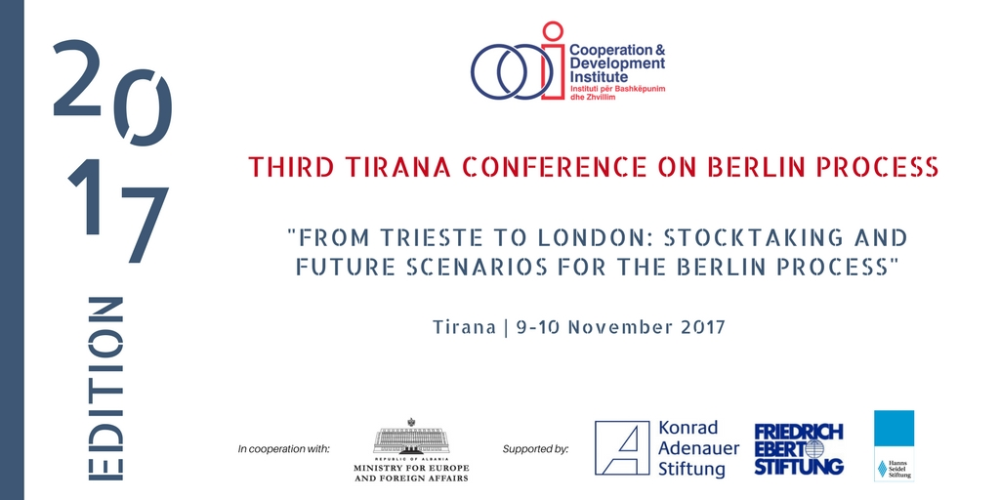 20
17
EDITION
Cooperation &
Development
Institute
Instituti për Bashkëpunim
dhe Zhvillim
THIRD TIRANA CONFERENCE ON BERLIN PROCESS
"FROM TRIESTE TO LONDON: STOCKTAKING AND
FUTURE SCENARIOS FOR THE BERLIN PROCESS"
Tirana | 9-10 November 2017
In cooperation with:
REPUBLIC OF ALBANIA
MINISTRY FOR EUROPE
AND FOREIGN AFFAIRS
Supported by:
Konrad
Adenauer
Stiftung
FRIEDRICH
EBERT
STIFTUNG
Hanns
Seidel
Stiftung